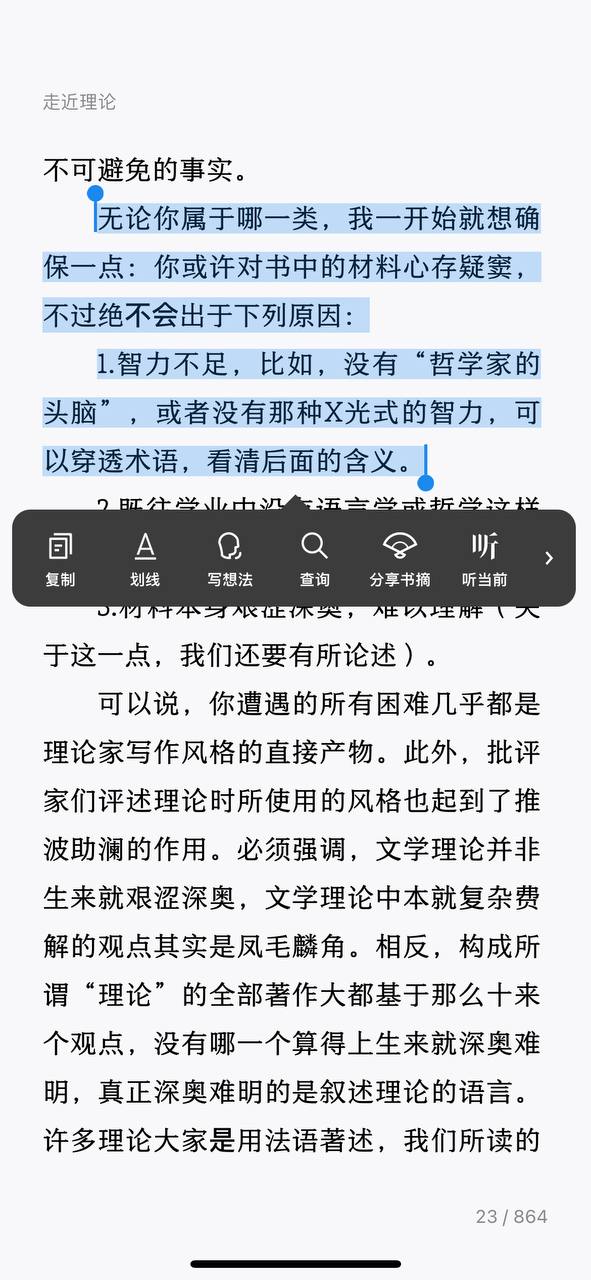 走近理论
不可避免的事实。
无论你属于哪一类，我一开始就想确
保一点：你或许对书中的材料心存疑窦，
不过绝不会出于下列原因：
1.智力不足，比如，没有“哲学家的
头脑”，或者没有那种X光式的智力，可
以穿透术语，看清后面的含义。
2.既往学业中没有语言学或哲学这样
复制 划线 写想法 查询 分享书摘 听当前
3.材料本身艰涩深奥，难以理解（关
于这一点，我们还要有所论述）。
可以说，你遭遇的所有困难几乎都是
理论家写作风格的直接产物。此外，批评
家们评述理论时所使用的风格也起到了推
波助澜的作用。必须强调，文学理论并非
生来就艰涩深奥，文学理论中本就复杂费
解的观点其实是凤毛麟角。相反，构成所
谓“理论”的全部著作大都基于那么十来
个观点，没有哪一个算得上生来就深奥难
明，真正深奥难明的是叙述理论的语言。
许多理论大家是用法语著述，我们所读的
23 / 864